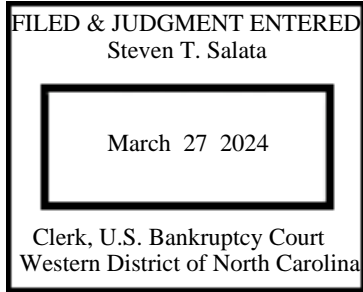 FILED & JUDGMENT ENTERED
Steven T. Salata
March 27 2024
Clerk, U.S. Bankruptcy Court
Western District of North Carolina